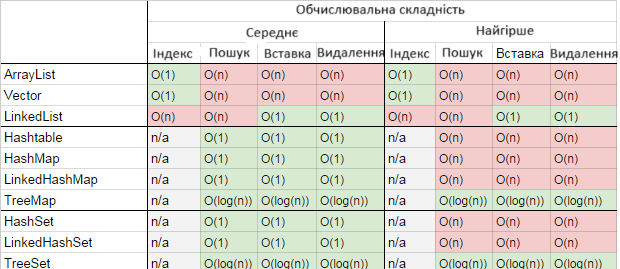 Обчислювальна складність
Середнє Найгірше
Індекс Пошук Вставка Видалення Індекс Пошук Вставка Видалення
ArrayList O(1) O(n) O(n) O(n) O(1) O(n) O(n) O(n)
Vector O(1) O(n) O(n) O(n) O(1) O(n) O(n) O(n)
LinkedList O(n) O(n) O(1) O(1) O(n) O(n) O(1) O(1)
Hashtable n/a O(1) O(1) O(1) n/a O(n) O(n) O(n)
HashMap n/a O(1) O(1) O(1) n/a O(n) O(n) O(n)
LinkedHashMap n/a O(1) O(1) O(1) n/a O(n) O(n) O(n)
TreeMap n/a O(log(n)) O(log(n)) O(log(n)) n/a O(log(n)) O(log(n)) O(log(n))
HashSet n/a O(1) O(1) O(1) n/a O(n) O(n) O(n)
LinkedHashSet n/a O(1) O(1) O(1) n/a O(n) O(n) O(n)
TreeSet n/a O(log(n)) O(log(n)) O(log(n)) n/a O(log(n)) O(log(n)) O(log(n))